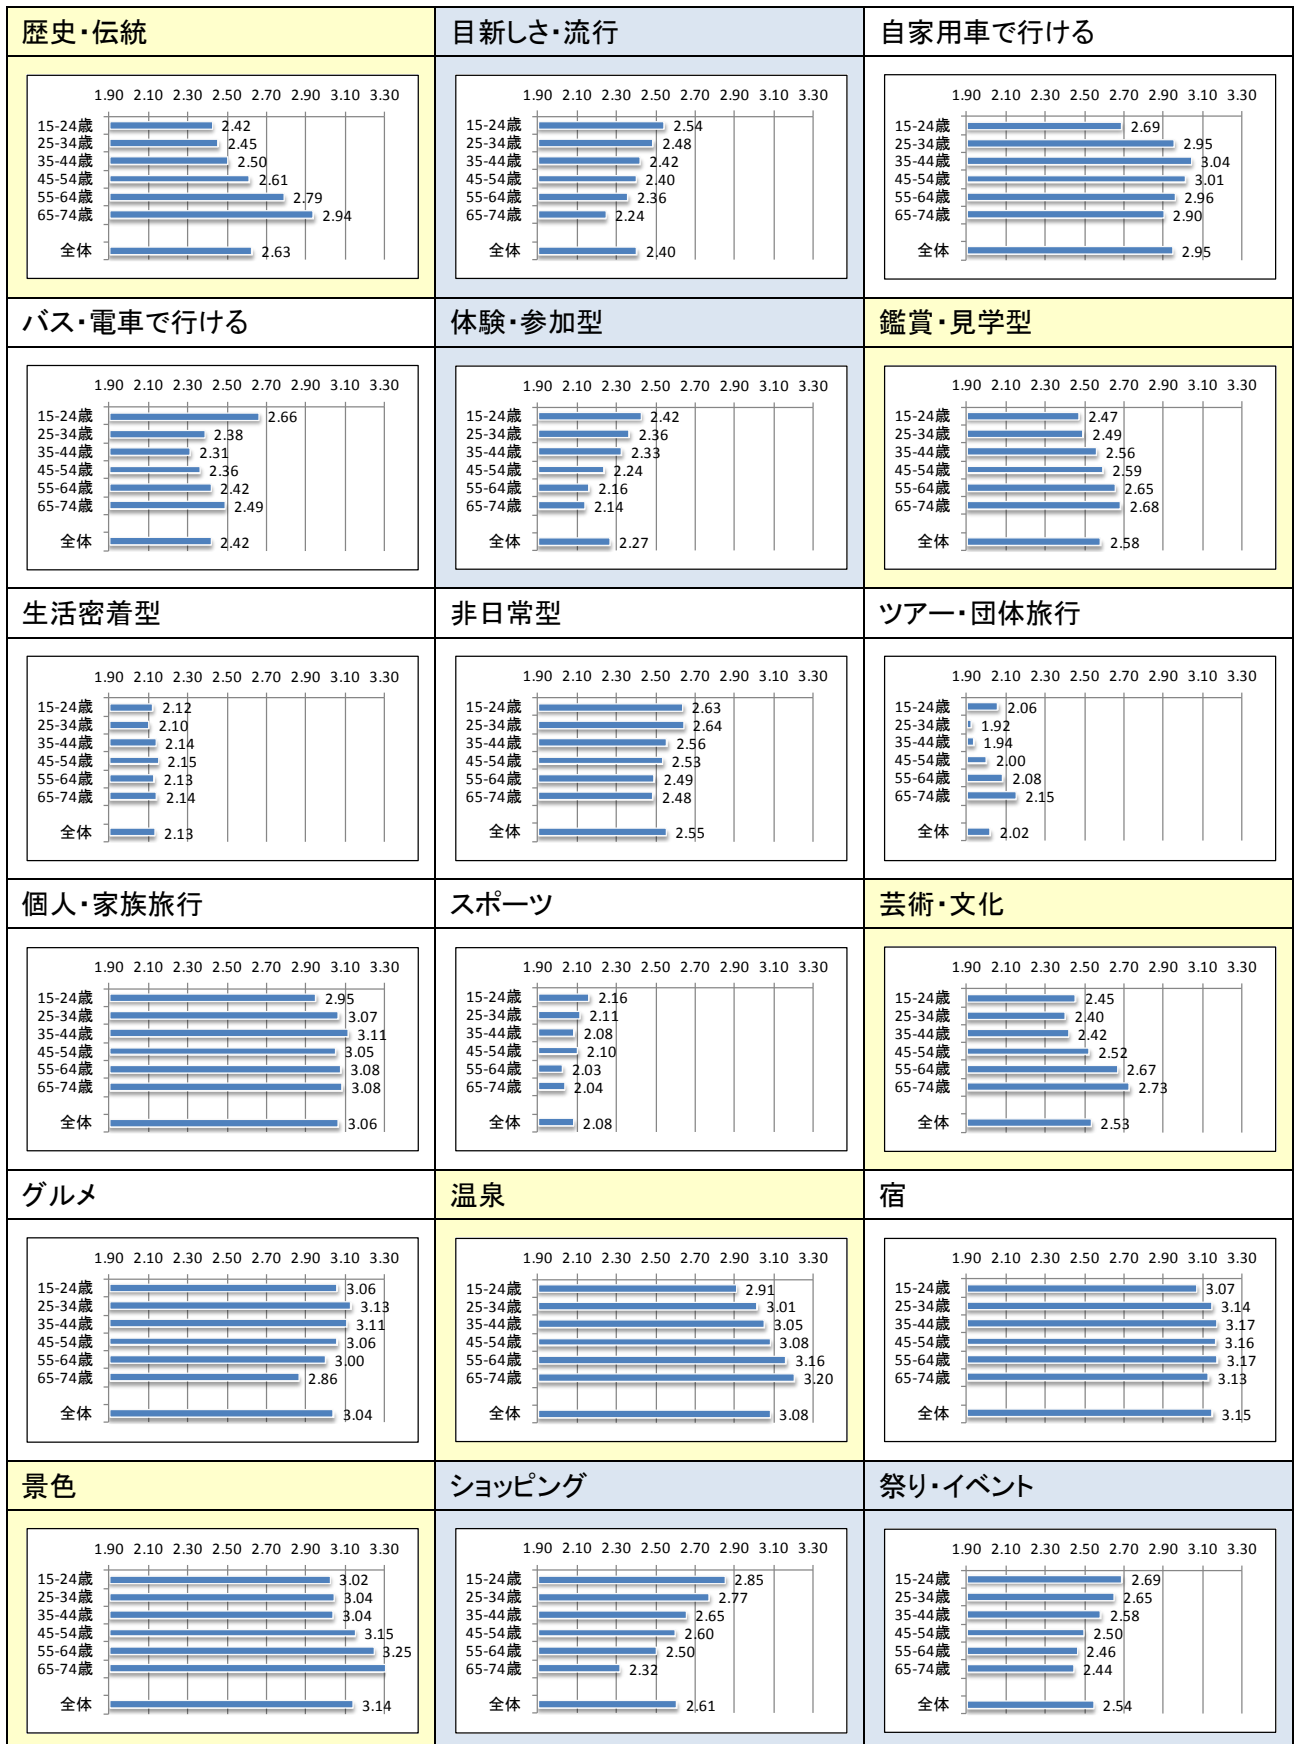 歴史・伝統
1.90 2.10 2.30 2.50 2.70 2.90 3.10 3.30
15-24歳 2.42
25-34歳 2.45
35-44歳 2.50
45-54歳 2.61
55-64歳 2.79
65-74歳 2.94
全体 2.63
目新しさ・流行
1.90 2.10 2.30 2.50 2.70 2.90 3.10 3.30
15-24歳 2.54
25-34歳 2.48
35-44歳 2.42
45-54歳 2.40
55-64歳 2.36
65-74歳 2.24
全体 2.40
自家用車で行ける
1.90 2.10 2.30 2.50 2.70 2.90 3.10 3.30
15-24歳 2.69
25-34歳 2.95
35-44歳 3.04
45-54歳 3.01
55-64歳 2.96
65-74歳 2.90
全体 2.95
バス・電車で行ける
1.90 2.10 2.30 2.50 2.70 2.90 3.10 3.30
15-24歳 2.66
25-34歳 2.38
35-44歳 2.31
45-54歳 2.36
55-64歳 2.42
65-74歳 2.49
全体 2.42
体験・参加型
1.90 2.10 2.30 2.50 2.70 2.90 3.10 3.30
15-24歳 2.42
25-34歳 2.36
35-44歳 2.33
45-54歳 2.24
55-64歳 2.16
65-74歳 2.14
全体 2.27
鑑賞・見学型
1.90 2.10 2.30 2.50 2.70 2.90 3.10 3.30
15-24歳 2.47
25-34歳 2.49
35-44歳 2.56
45-54歳 2.59
55-64歳 2.65
65-74歳 2.68
全体 2.58
生活密着型
1.90 2.10 2.30 2.50 2.70 2.90 3.10 3.30
15-24歳 2.12
25-34歳 2.10
35-44歳 2.14
45-54歳 2.15
55-64歳 2.13
65-74歳 2.14
全体 2.13
非日常型
1.90 2.10 2.30 2.50 2.70 2.90 3.10 3.30
15-24歳 2.63
25-34歳 2.64
35-44歳 2.56
45-54歳 2.53
55-64歳 2.49
65-74歳 2.48
全体 2.55
ツアー・団体旅行
1.90 2.10 2.30 2.50 2.70 2.90 3.10 3.30
15-24歳 2.06
25-34歳 1.92
35-44歳 1.94
45-54歳 2.00
55-64歳 2.08
65-74歳 2.15
全体 2.02
個人・家族旅行
1.90 2.10 2.30 2.50 2.70 2.90 3.10 3.30
15-24歳 2.95
25-34歳 3.07
35-44歳 3.11
45-54歳 3.05
55-64歳 3.08
65-74歳 3.08
全体 3.06
スポーツ
1.90 2.10 2.30 2.50 2.70 2.90 3.10 3.30
15-24歳 2.16
25-34歳 2.11
35-44歳 2.08
45-54歳 2.10
55-64歳 2.03
65-74歳 2.04
全体 2.08
芸術・文化
1.90 2.10 2.30 2.50 2.70 2.90 3.10 3.30
15-24歳 2.45
25-34歳 2.40
35-44歳 2.42
45-54歳 2.52
55-64歳 2.67
65-74歳 2.73
全体 2.53
グルメ
1.90 2.10 2.30 2.50 2.70 2.90 3.10 3.30
15-24歳 3.06
25-34歳 3.13
35-44歳 3.11
45-54歳 3.06
55-64歳 3.00
65-74歳 2.86
全体 3.04
温泉
1.90 2.10 2.30 2.50 2.70 2.90 3.10 3.30
15-24歳 2.91
25-34歳 3.01
35-44歳 3.05
45-54歳 3.08
55-64歳 3.16
65-74歳 3.20
全体 3.08
宿
1.90 2.10 2.30 2.50 2.70 2.90 3.10 3.30
15-24歳 3.07
25-34歳 3.14
35-44歳 3.17
45-54歳 3.16
55-64歳 3.17
65-74歳 3.13
全体 3.15
景色
1.90 2.10 2.30 2.50 2.70 2.90 3.10 3.30
15-24歳 3.02
25-34歳 3.04
35-44歳 3.04
45-54歳 3.15
55-64歳 3.25
65-74歳
全体 3.14
ショッピング
1.90 2.10 2.30 2.50 2.70 2.90 3.10 3.30
15-24歳 2.85
25-34歳 2.77
35-44歳 2.65
45-54歳 2.60
55-64歳 2.50
65-74歳 2.32
全体 2.61
祭り・イベント
1.90 2.10 2.30 2.50 2.70 2.90 3.10 3.30
15-24歳 2.69
25-34歳 2.65
35-44歳 2.58
45-54歳 2.50
55-64歳 2.46
65-74歳 2.44
全体 2.54